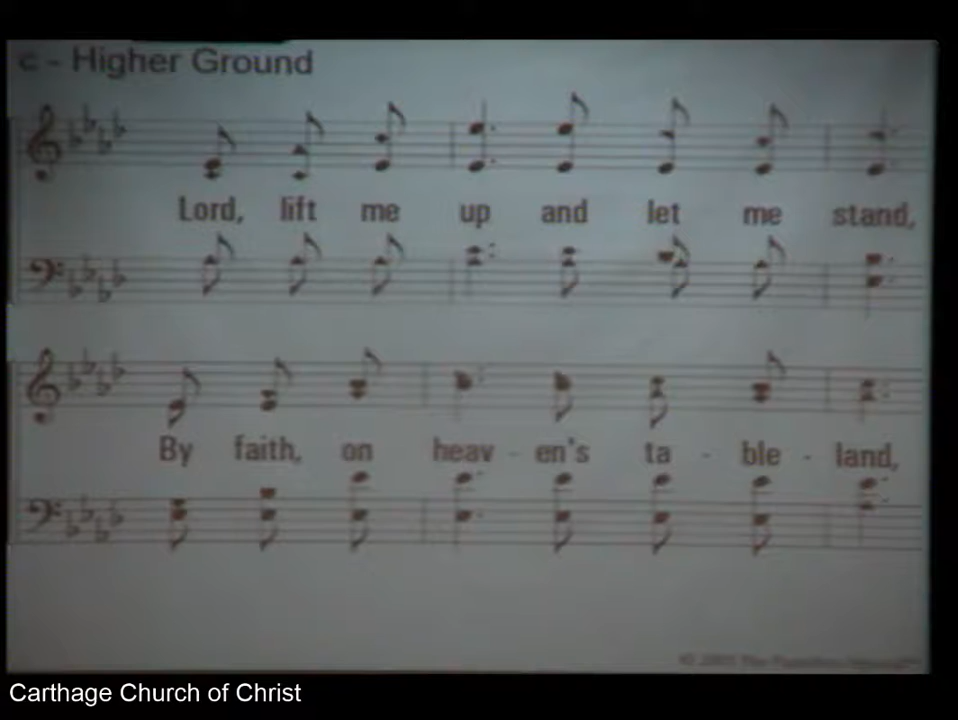 c - Higher Ground
Lord, lift me up and let me stand,
By faith, on heav - en's ta - ble - land,
Carthage Church of Christ